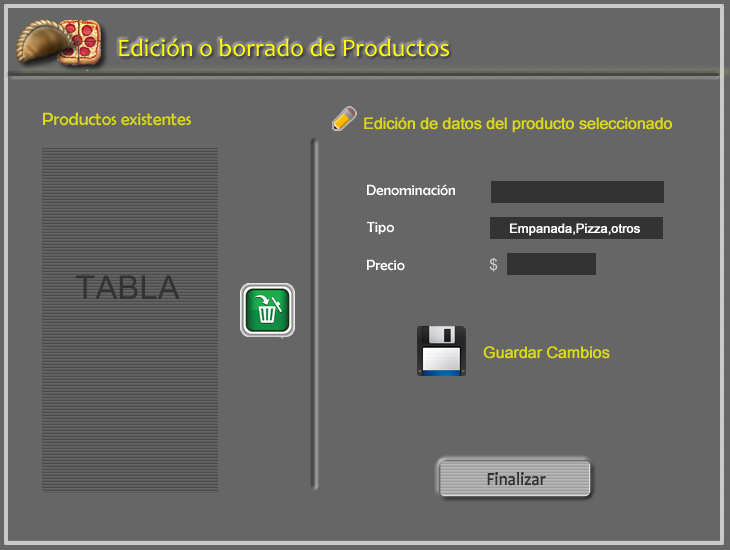 Edición o borrado de Productos
Productos existentes
TABLA
Edición de datos del producto seleccionado
Denominación
Tipo
Empanada,Pizza,otros
Precio
$
Guardar Cambios
Finalizar